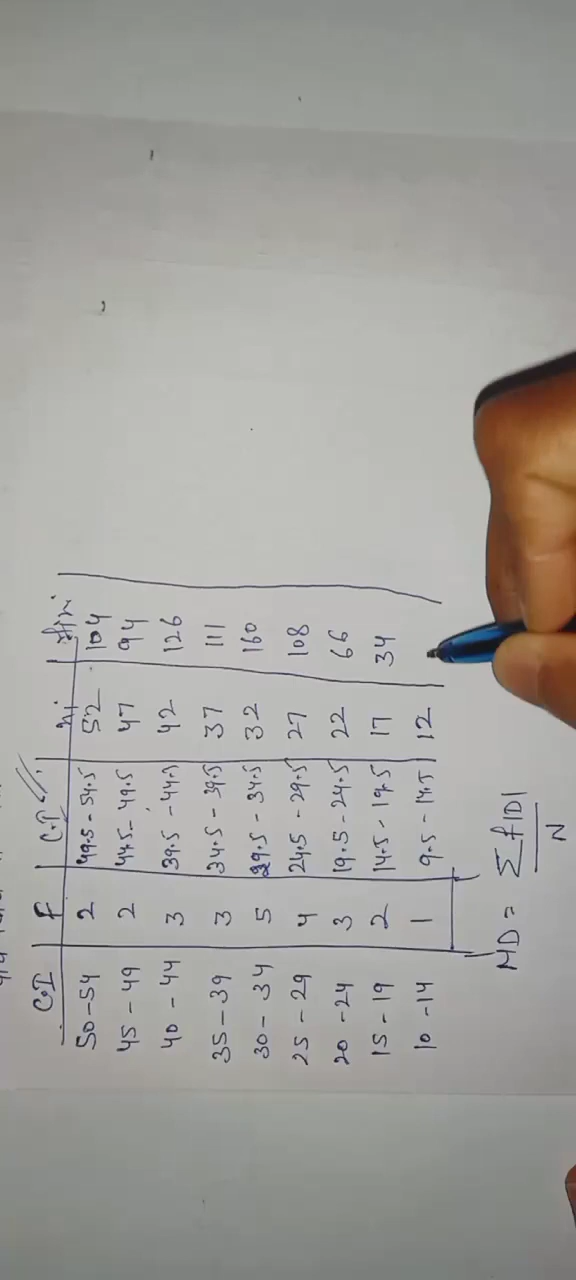 C.I F C.I xi fixi
50-54 2 49.5-54.5 52 104
45-49 2 44.5-49.5 47 94
40-44 3 39.5-44.5 42 126
35-39 3 34.5-39.5 37 111
30-34 5 29.5-34.5 32 160
25-29 4 24.5-29.5 27 108
20-24 3 19.5-24.5 22 66
15-19 2 14.5-19.5 17 34
10-14 1 9.5-14.5 12
MD = Σf|D|
N